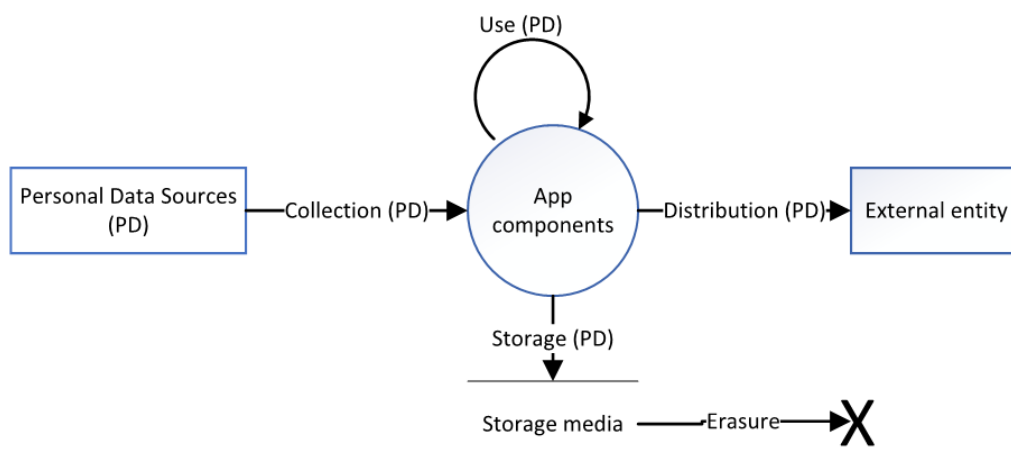 Use (PD)
Personal Data Sources
(PD)
Collection (PD)
App
components
Distribution (PD)
External entity
Storage (PD)
Storage media
Erasure
X